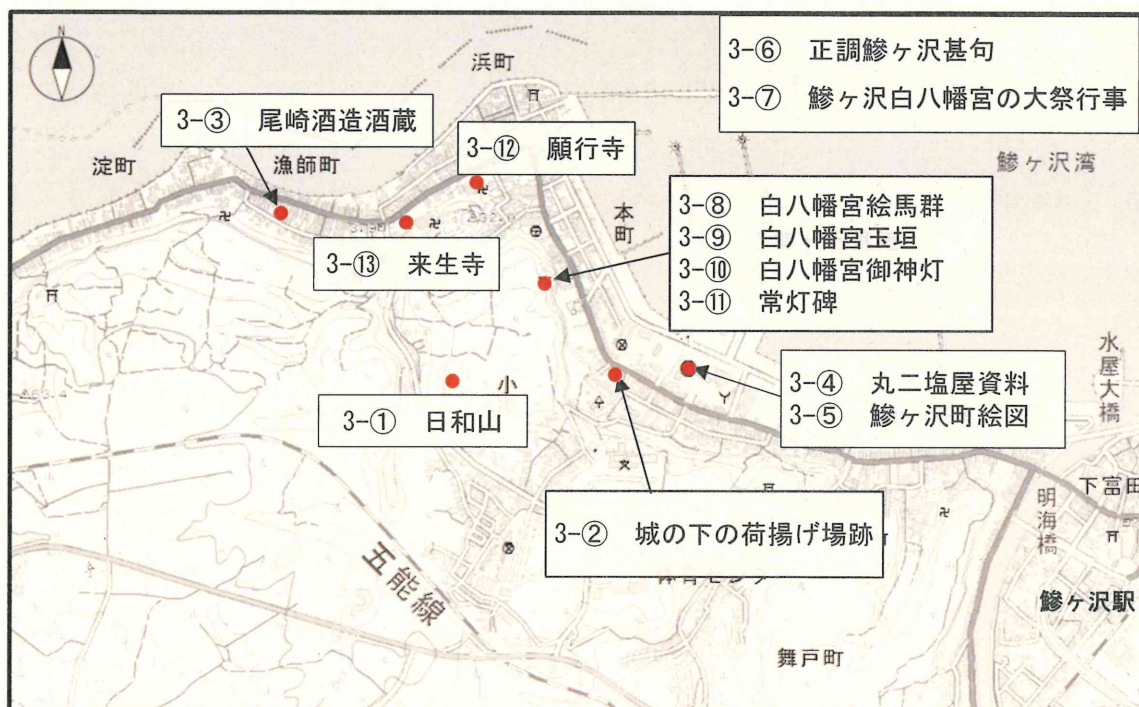 N
3-⑥ 正調鰺ヶ沢甚句
3-⑦ 鰺ヶ沢白八幡宮の大祭行事
浜町
3-③ 尾崎酒造酒蔵
3-⑫ 願行寺
鰺ヶ沢湾
淀町
漁師町
本町
3-⑧ 白八幡宮絵馬群
3-⑨ 白八幡宮玉垣
3-⑩ 白八幡宮御神灯
3-⑪ 常灯碑
3-⑬ 来生寺
水屋大橋
3-④ 丸二塩屋資料
3-⑤ 鰺ヶ沢町絵図
小
3-① 日和山
下富田
明海橋
3-② 城の下の荷揚げ場跡
五能線
鰺ヶ沢駅
舞戸町